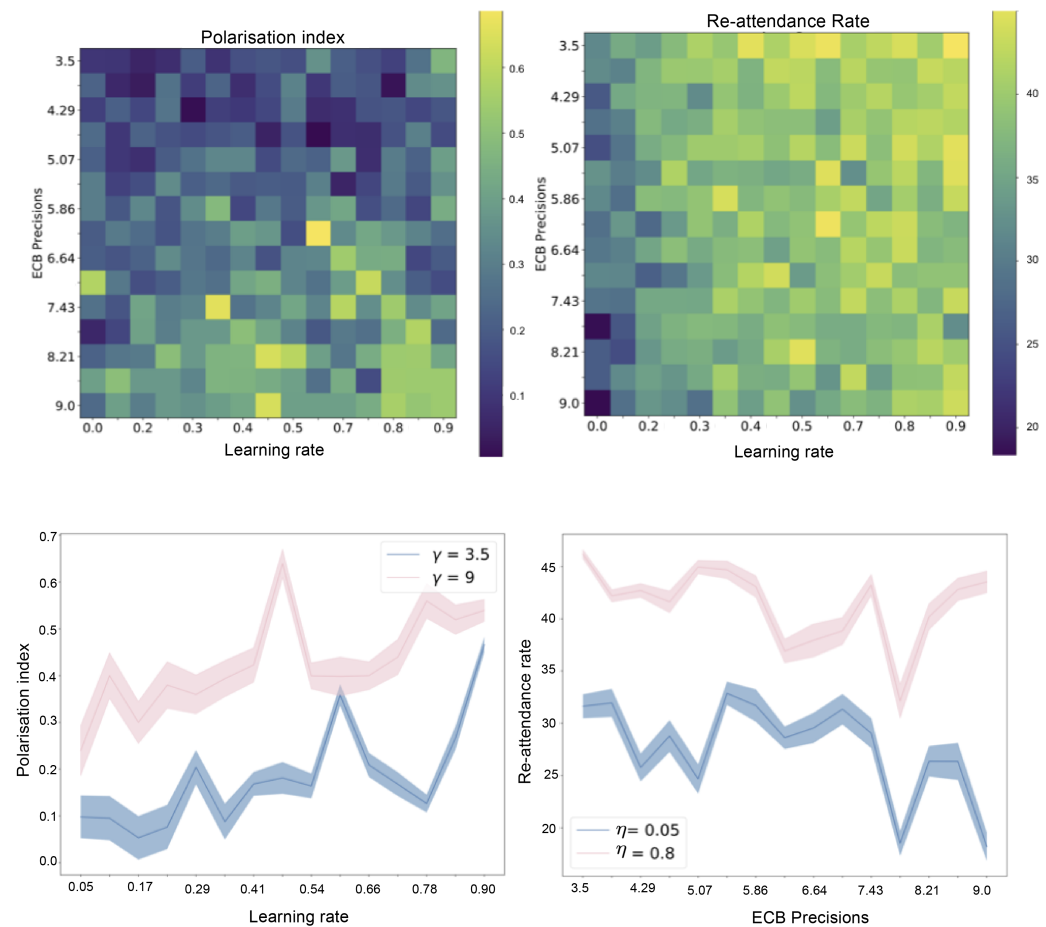 Polarisation index
Re-attendance Rate
3.5
4.29
5.07
5.86
6.64
7.43
8.21
9.0
ECB Precisions
0.0 0.2 0.3 0.4 0.5 0.7 0.8 0.9
Learning rate
0.6
0.5
0.4
0.3
0.2
0.1
3.5
4.29
5.07
5.86
6.64
7.43
8.21
9.0
ECB Precisions
0.0 0.2 0.3 0.4 0.5 0.7 0.8 0.9
Learning rate
40
35
30
25
20
0.7
0.6
0.5
0.4
0.3
0.2
0.1
0.0
Polarisation index
γ = 3.5
γ = 9
0.05 0.17 0.29 0.41 0.54 0.66 0.78 0.90
Learning rate
45
40
35
30
25
20
Re-attendance rate
η= 0.05
η = 0.8
3.5 4.29 5.07 5.86 6.64 7.43 8.21 9.0
ECB Precisions